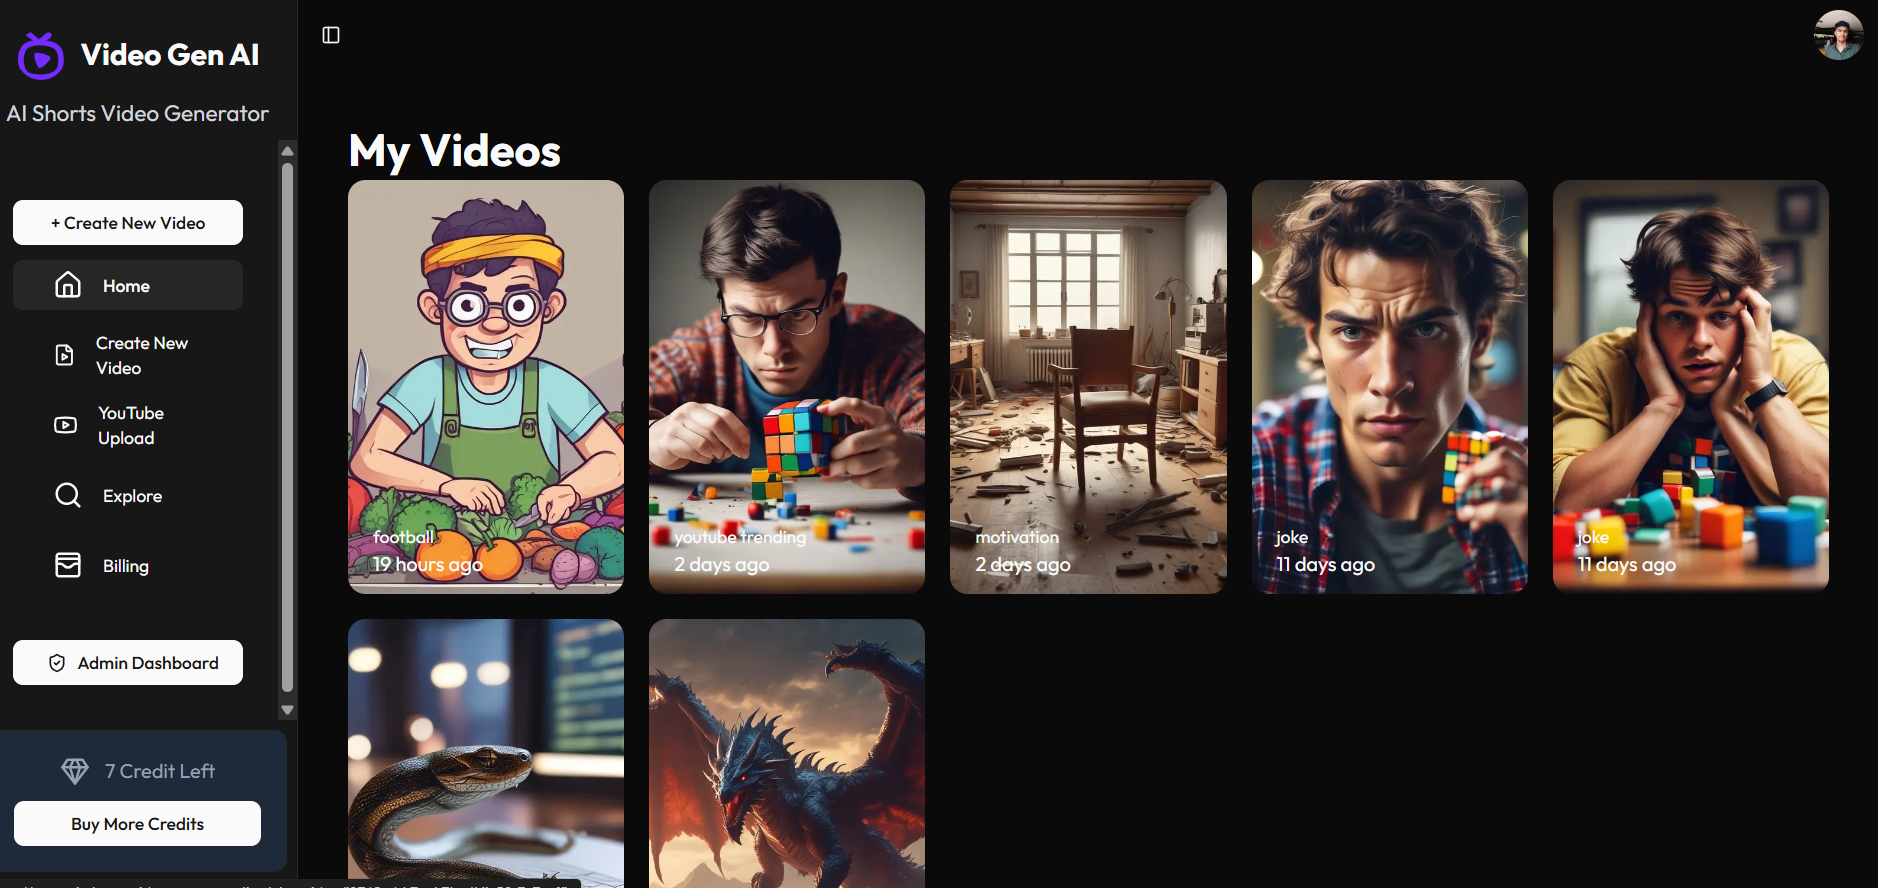 Video Gen AI
AI Shorts Video Generator
+ Create New Video
Home
Create New
Video
YouTube
Upload
Explore
Billing
Admin Dashboard
7 Credit Left
Buy More Credits
My Videos
football
19 hours ago
youtube trending
2 days ago
motivation
2 days ago
joke
11 days ago
joke
11 days ago